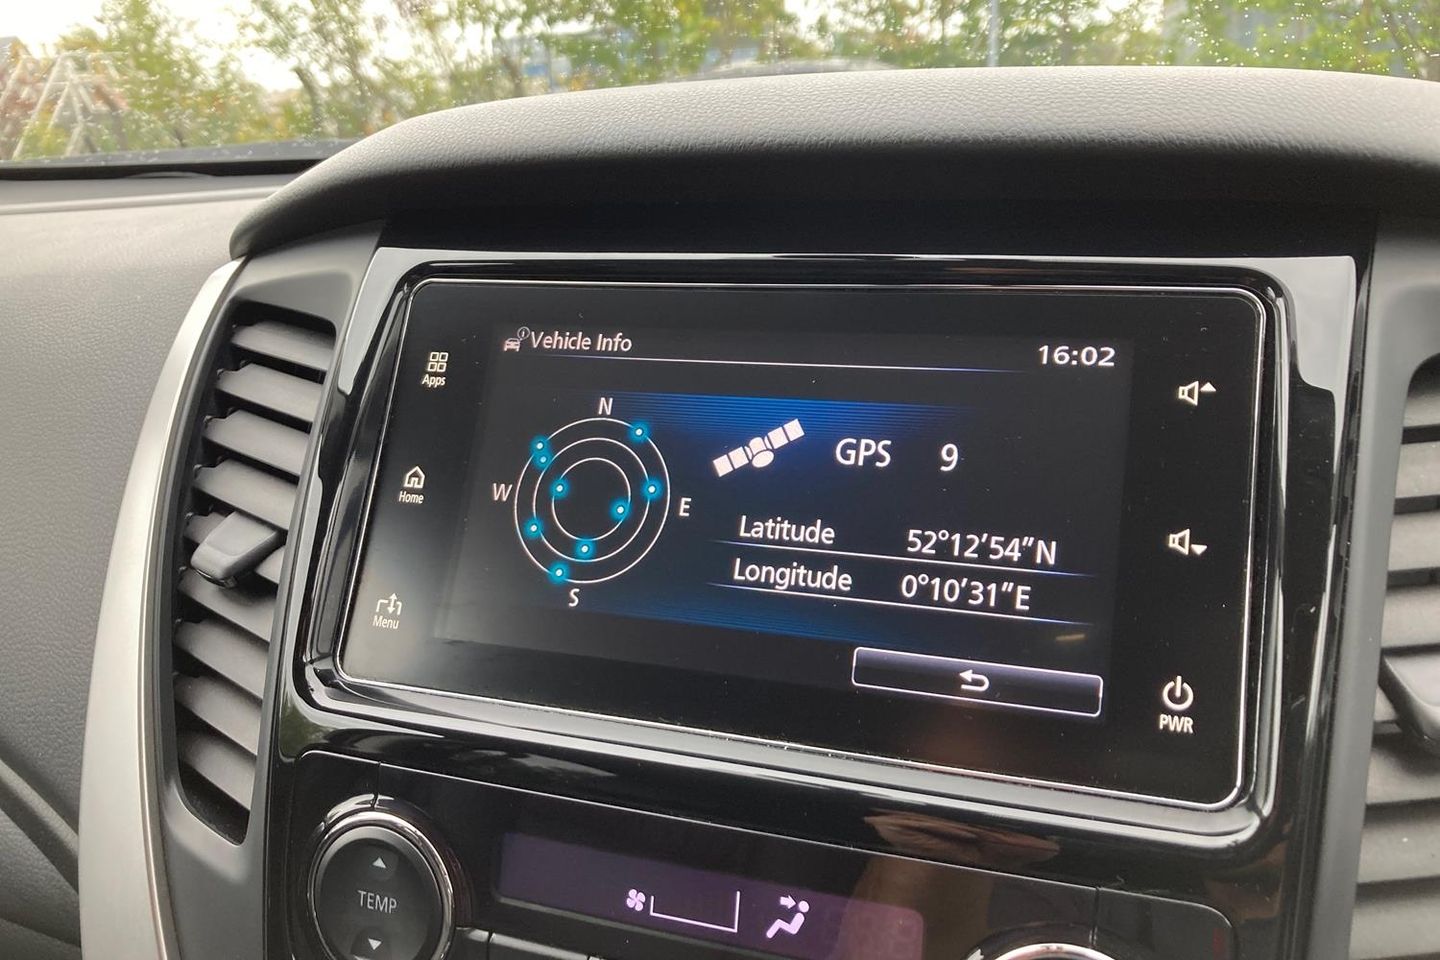 Vehicle Info
16:02
Apps
Home
Menu
N
W
E
S
GPS 9
Latitude 52°12'54"N
Longitude 0°10'31"E
PWR
TEMP